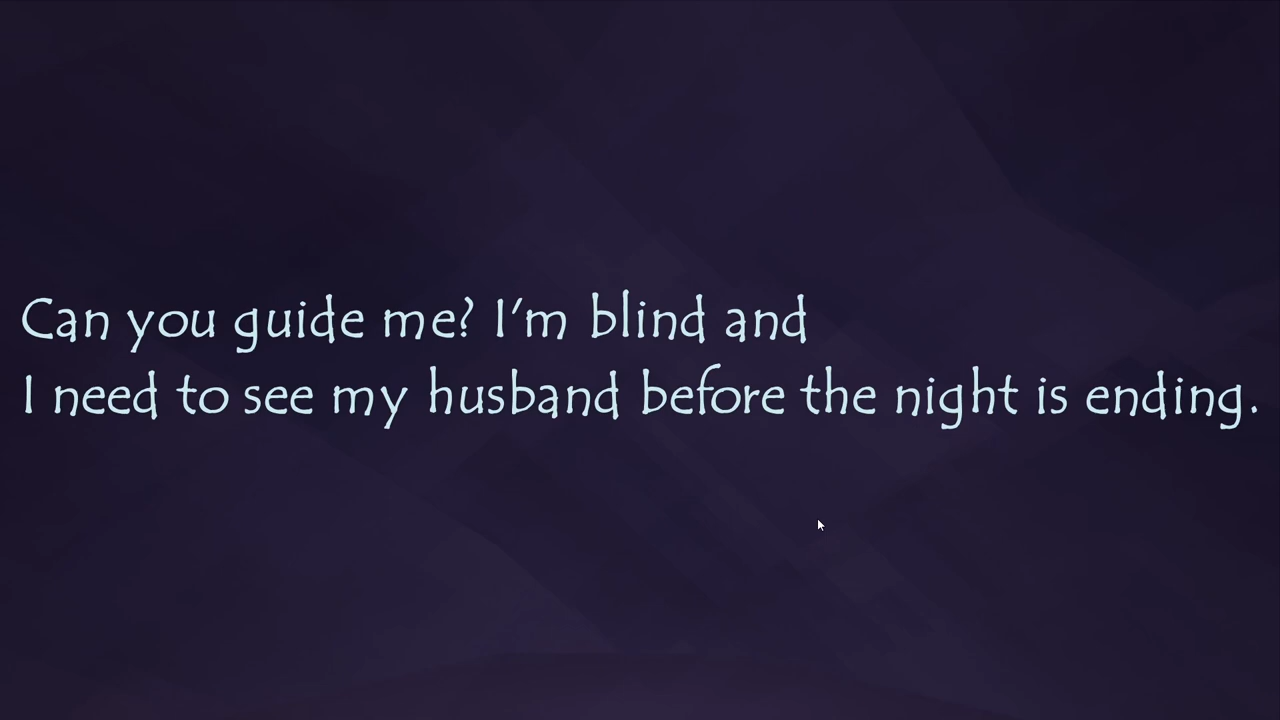 Can you guide me? I'm blind and
I need to see my husband before the night is ending.